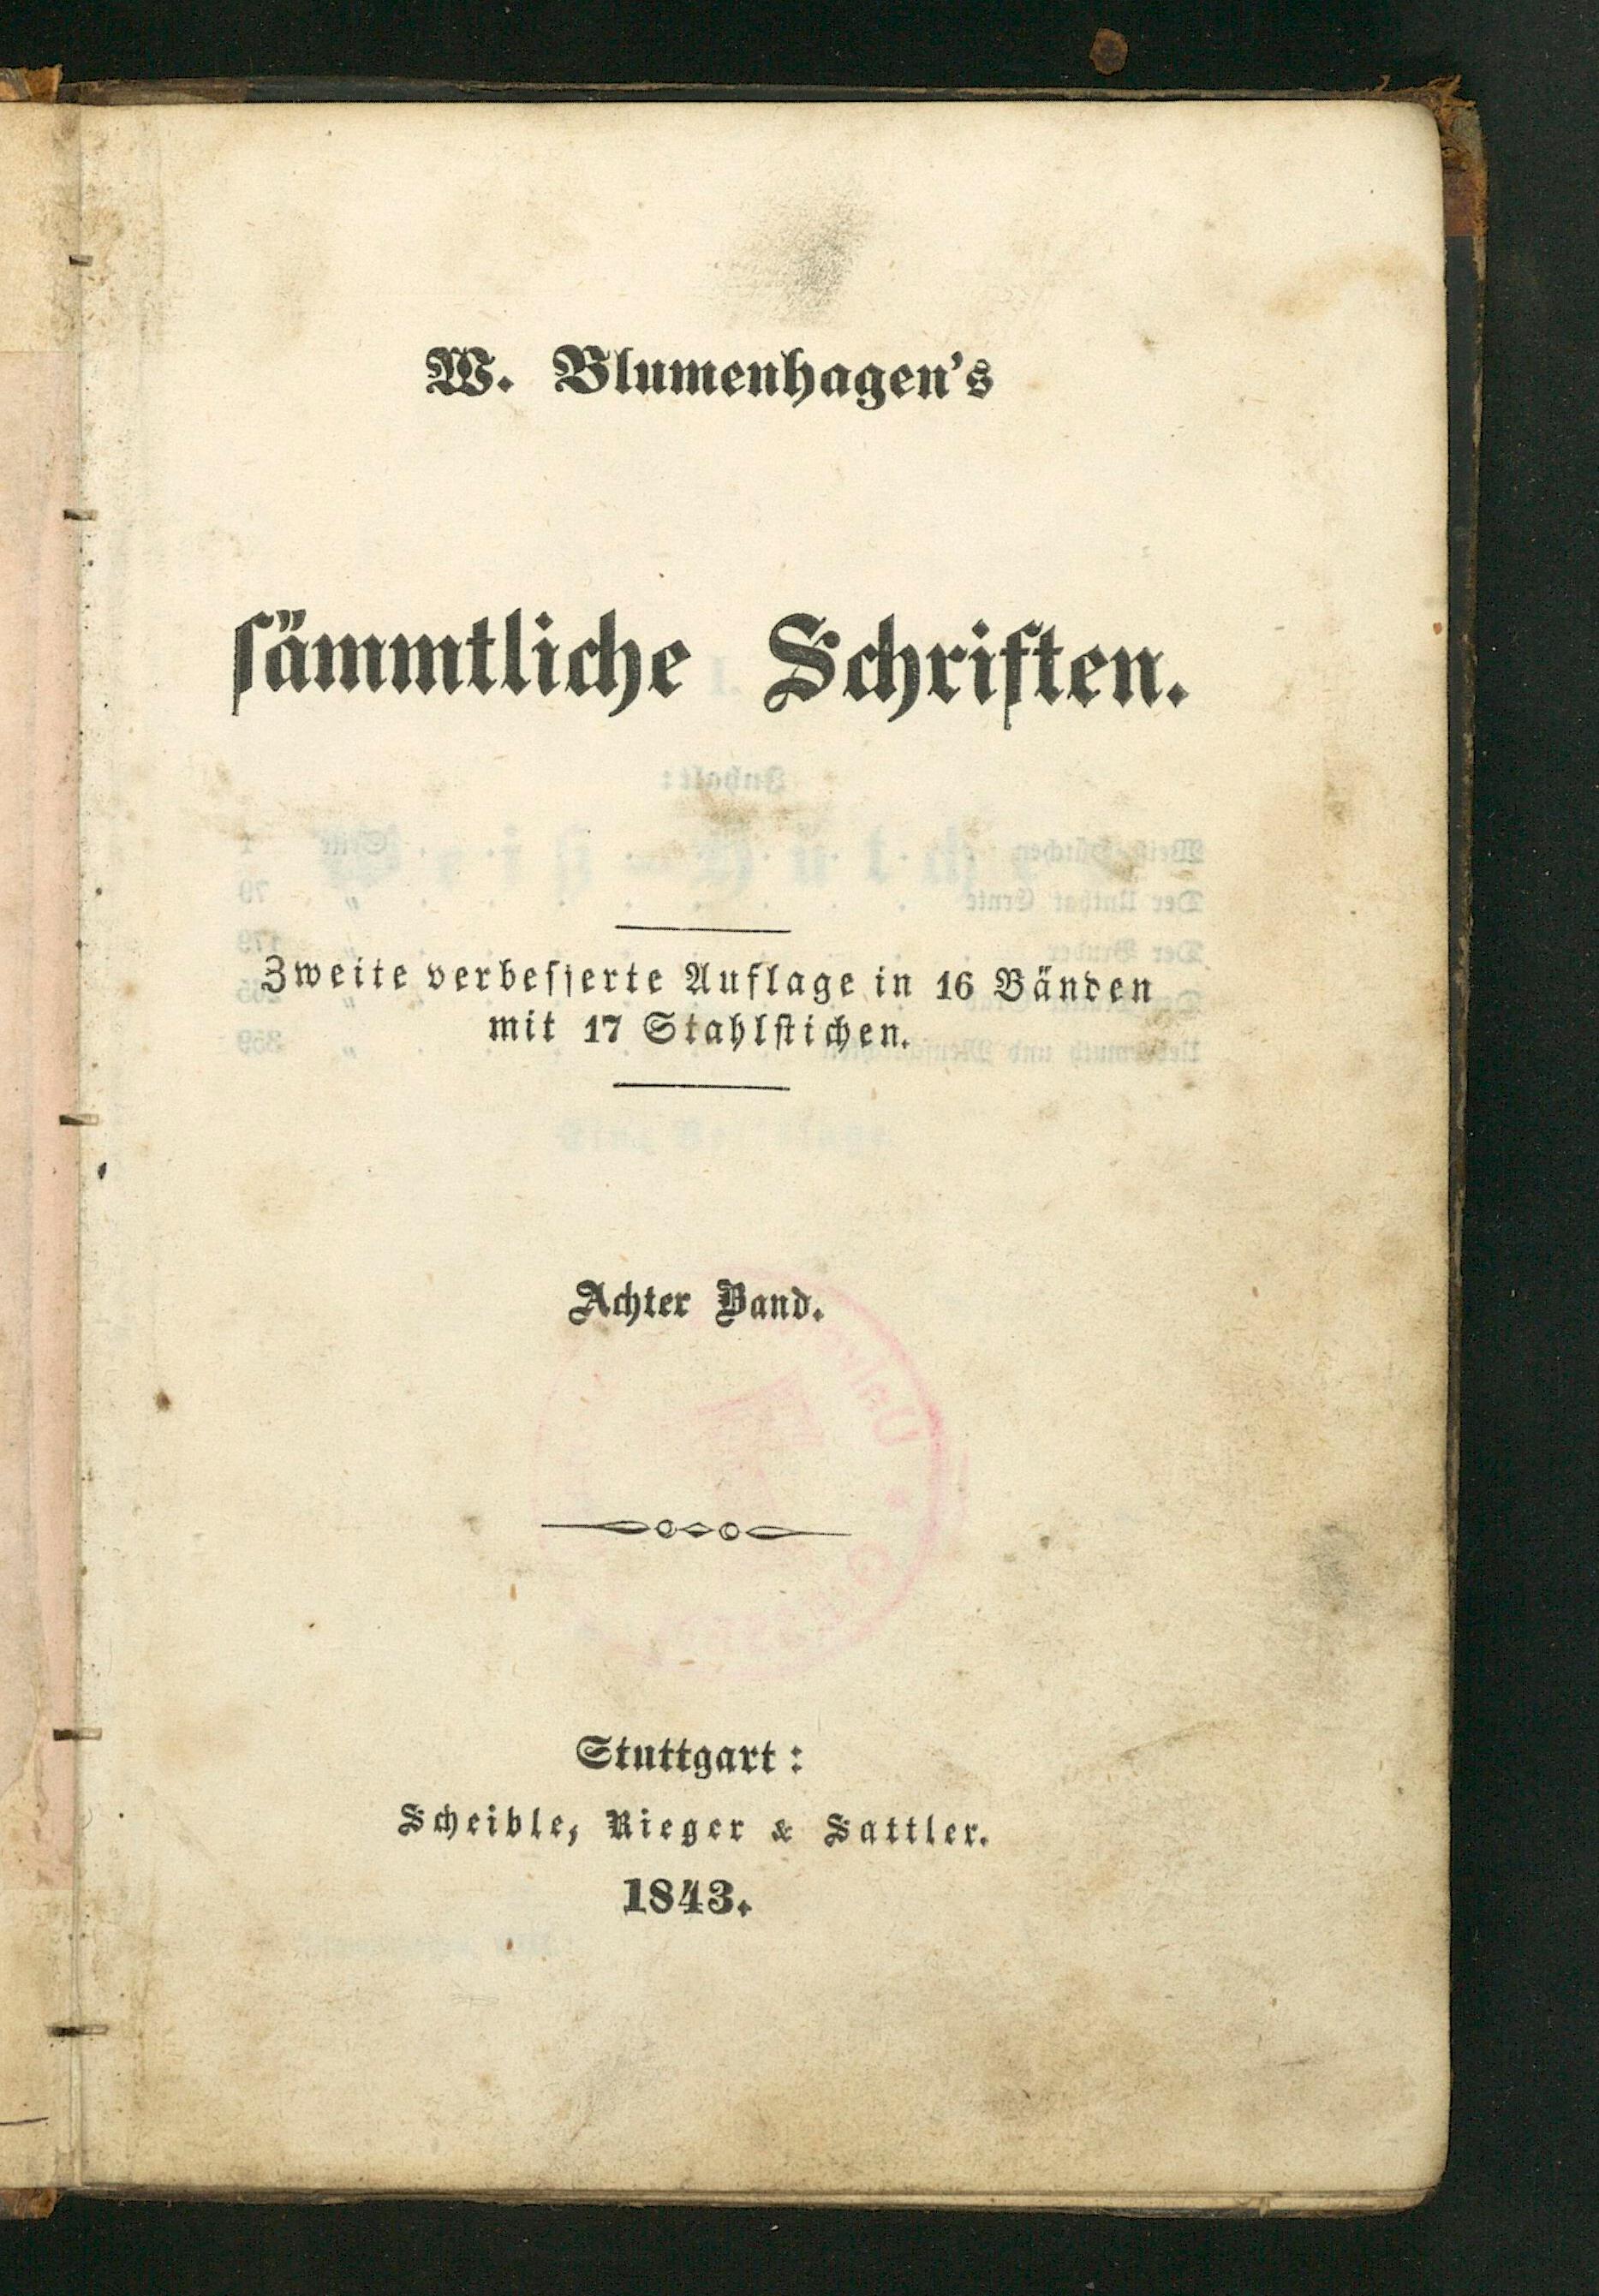 W. Blumenhagen's
sämmtliche Schriften.
Zweite verbesserte Auflage in 16 Bänden
mit 17 Stahlstichen.
Achter Band.
Stuttgart:
Scheible, Rieger & Sattler.
1843.